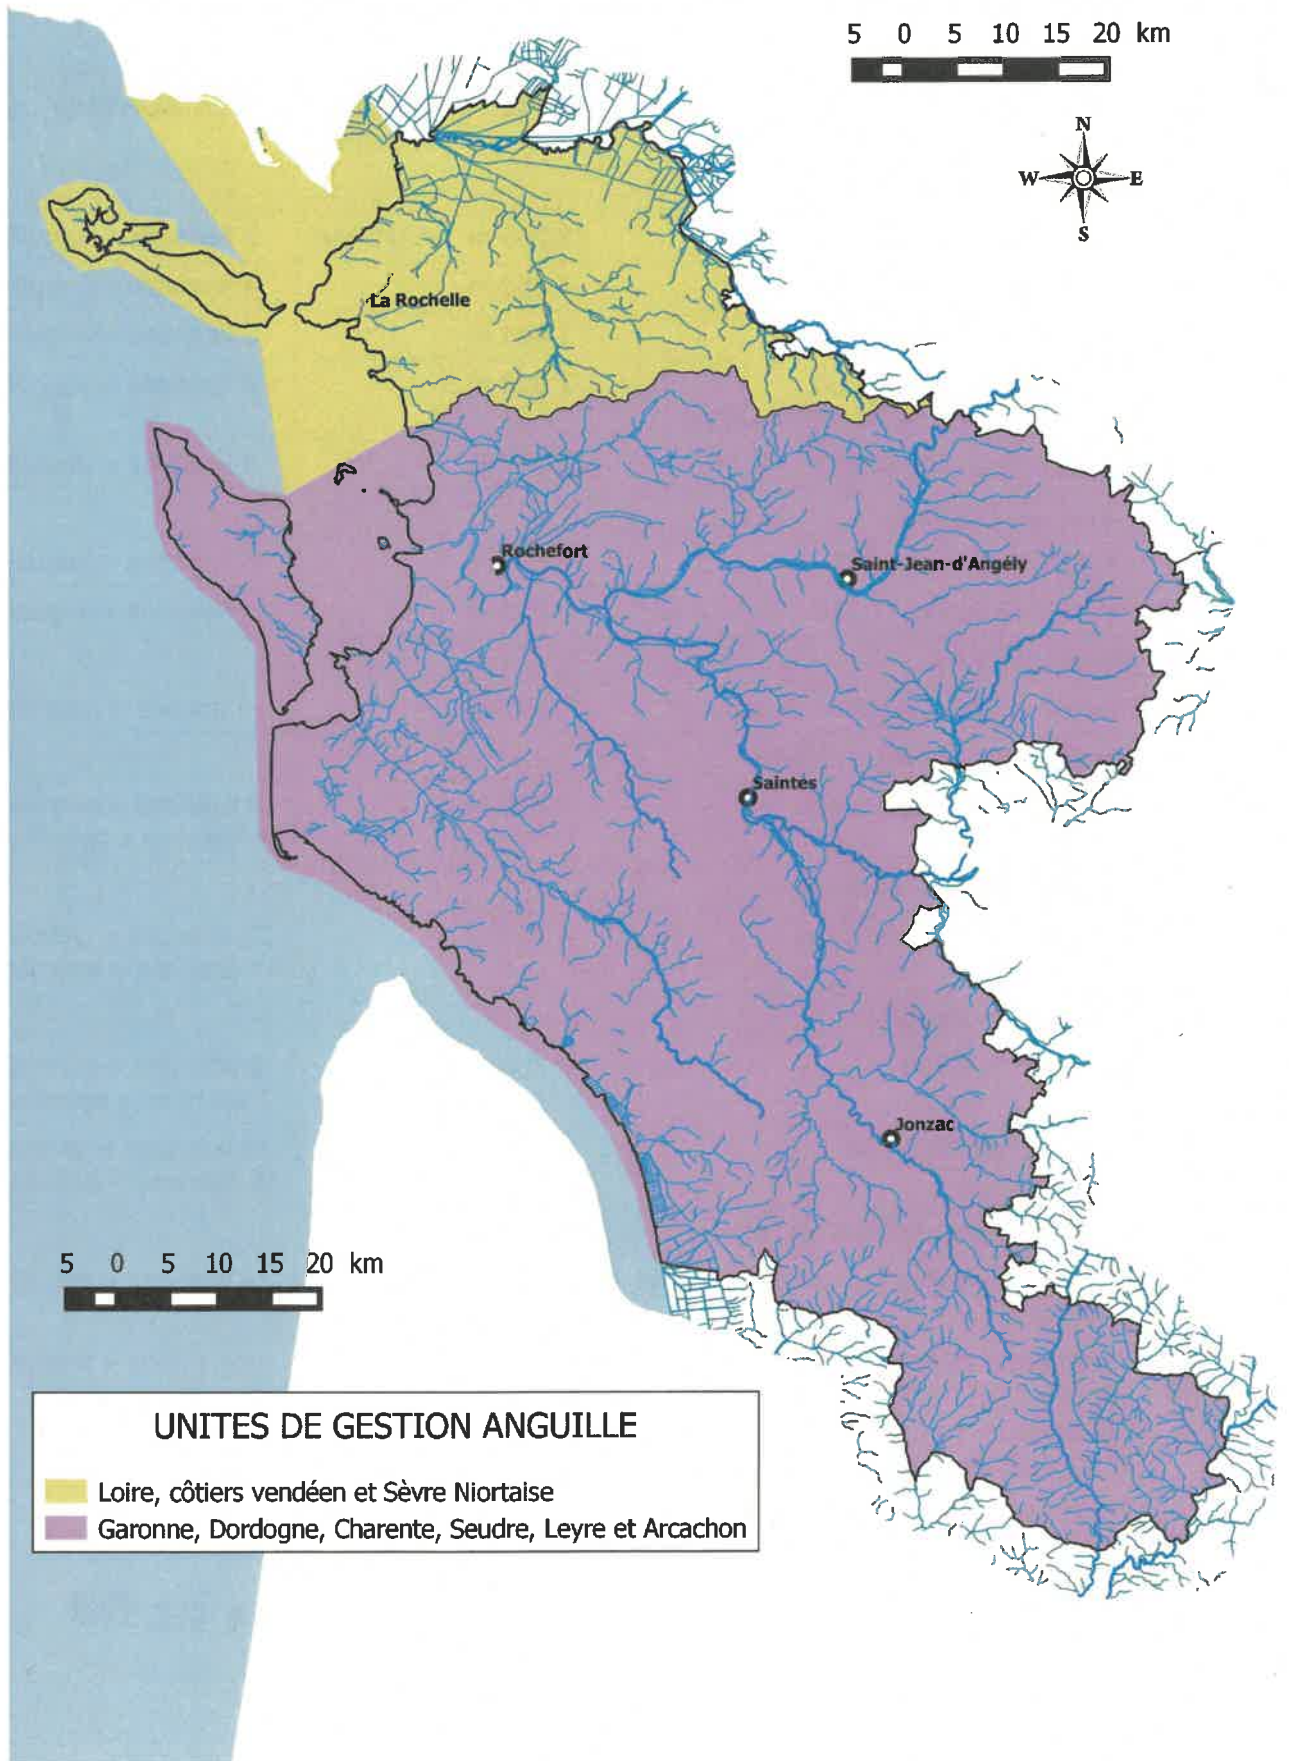 5 0 5 10 15 20 km
N
W E
S
La Rochelle
Rochefort
Saint-Jean-d'Angély
Saintes
Jonzac
5 0 5 10 15 20 km
UNITES DE GESTION ANGUILLE
Loire, côtiers vendéen et Sèvre Niortaise
Garonne, Dordogne, Charente, Seudre, Leyre et Arcachon